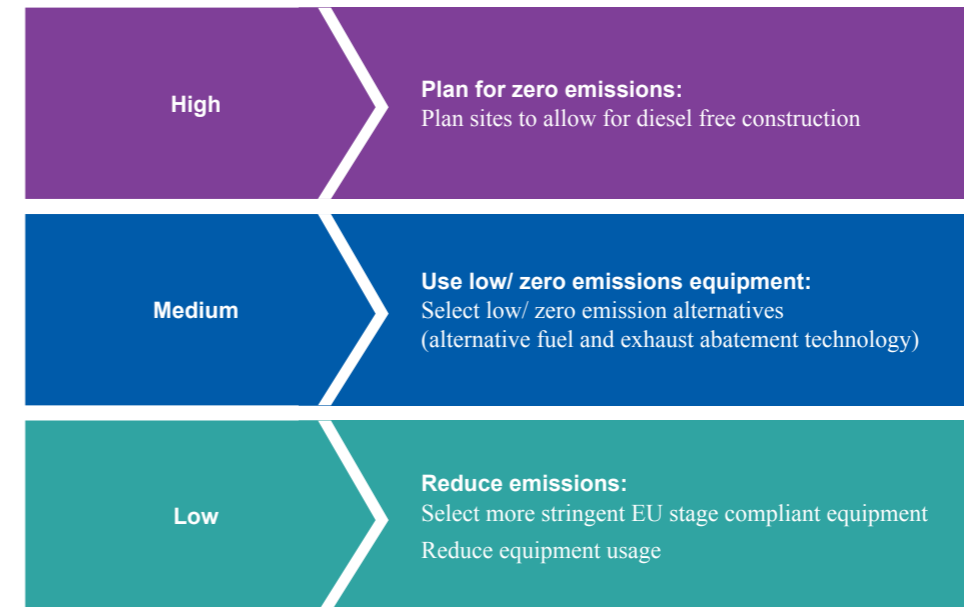 High
Plan for zero emissions:
Plan sites to allow for diesel free construction
Medium
Use low/ zero emissions equipment:
Select low/ zero emission alternatives
(alternative fuel and exhaust abatement technology)
Low
Reduce emissions:
Select more stringent EU stage compliant equipment
Reduce equipment usage